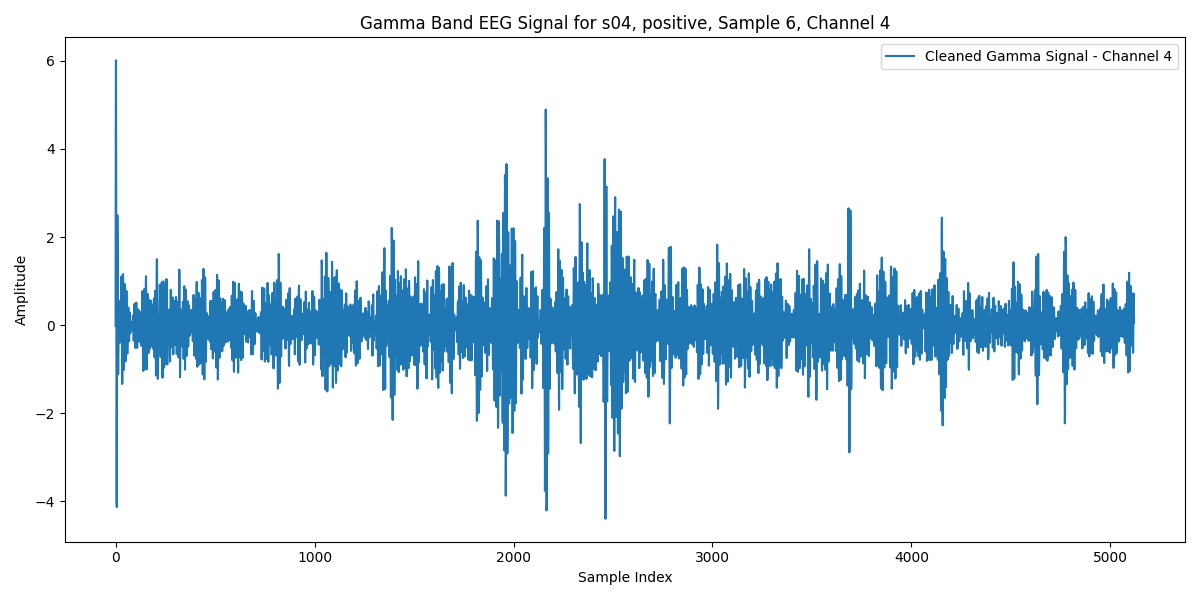 Gamma Band EEG Signal for s04, positive, Sample 6, Channel 4
Cleaned Gamma Signal - Channel 4
6
4
2
0
−2
−4
Amplitude
0 1000 2000 3000 4000 5000
Sample Index